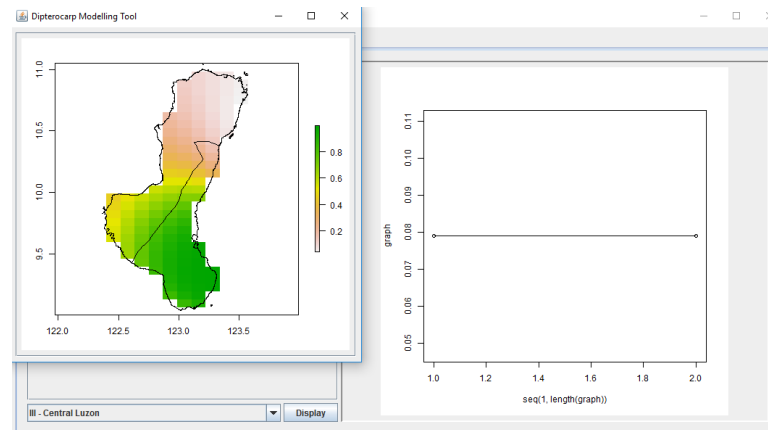 Dipterocarp Modelling Tool
11.0
10.5
10.0
9.5
122.0 122.5 123.0 123.5
0.8
0.6
0.4
0.2
III - Central Luzon
Display
0.11
0.10
0.09
0.08
0.07
0.06
0.05
graph
1.0 1.2 1.4 1.6 1.8 2.0
seq(1, length(graph))